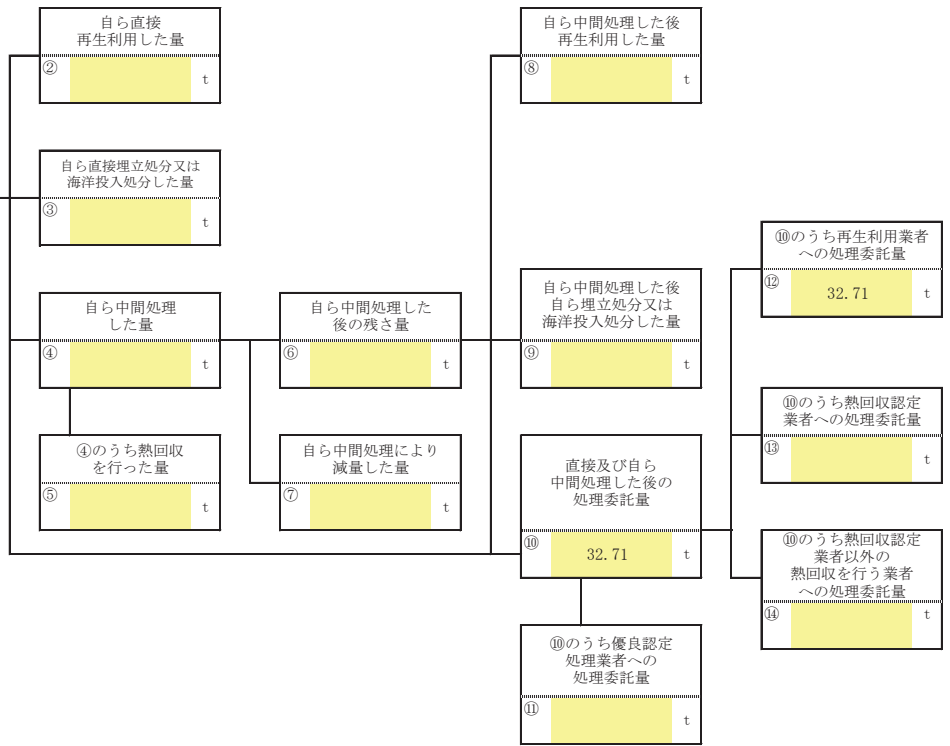 自ら直接
再生利用した量
② t
自ら直接埋立処分又は
海洋投入処分した量
③ t
自ら中間処理
した量
④ t
④のうち熱回収
を行った量
⑤ t
自ら中間処理した
後の残さ量
⑥ t
自ら中間処理により
減量した量
⑦ t
自ら中間処理した後
再生利用した量
⑧ t
自ら中間処理した後
自ら埋立処分又は
海洋投入処分した量
⑨ t
直接及び自ら
中間処理した後の
処理委託量
⑩ 32.71 t
⑩のうち優良認定
処理業者への
処理委託量
⑪ t
⑩のうち再生利用業者
への処理委託量
⑫ 32.71 t
⑩のうち熱回収認定
業者への処理委託量
⑬ t
⑩のうち熱回収認定
業者以外の
熱回収を行う業者
への処理委託量
⑭ t